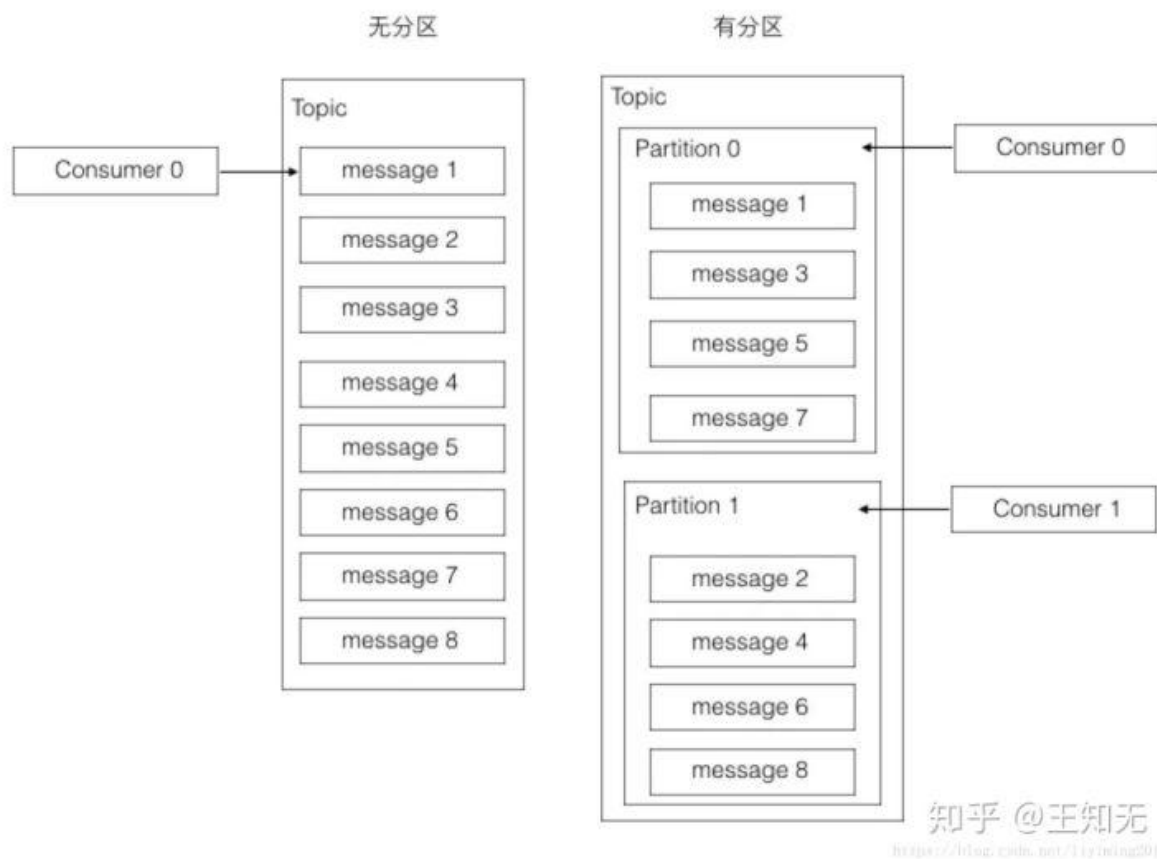 无分区
有分区
Topic
Consumer 0
message 1
message 2
message 3
message 4
message 5
message 6
message 7
message 8
Topic
Partition 0
Consumer 0
message 1
message 3
message 5
message 7
Partition 1
Consumer 1
message 2
message 4
message 6
message 8
知乎 @王知无